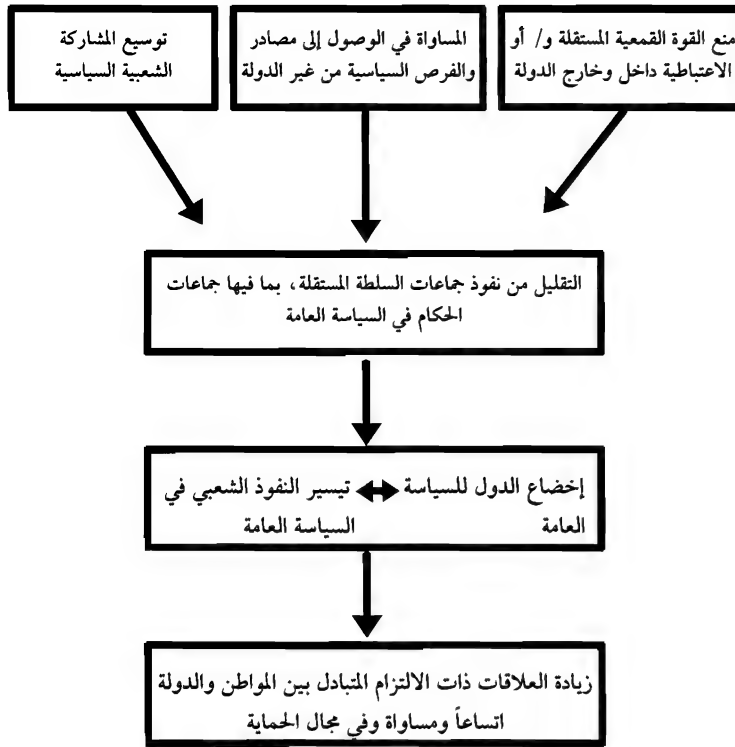 منع القوة القمعية المستقلة و/ أو
الاعتباطية داخل وخارج الدولة
المساواة في الوصول إلى مصادر
والفرص السياسية من غير الدولة
توسيع المشاركة
الشعبية السياسية
التقليل من نفوذ جماعات السلطة المستقلة، بما فيها جماعات
الحكام في السياسة العامة
إخضاع الدول للسياسة
العامة
تيسير النفوذ الشعبي في
السياسة العامة
زيادة العلاقات ذات الالتزام المتبادل بين المواطن والدولة
اتساعاً ومساواة وفي مجال الحماية